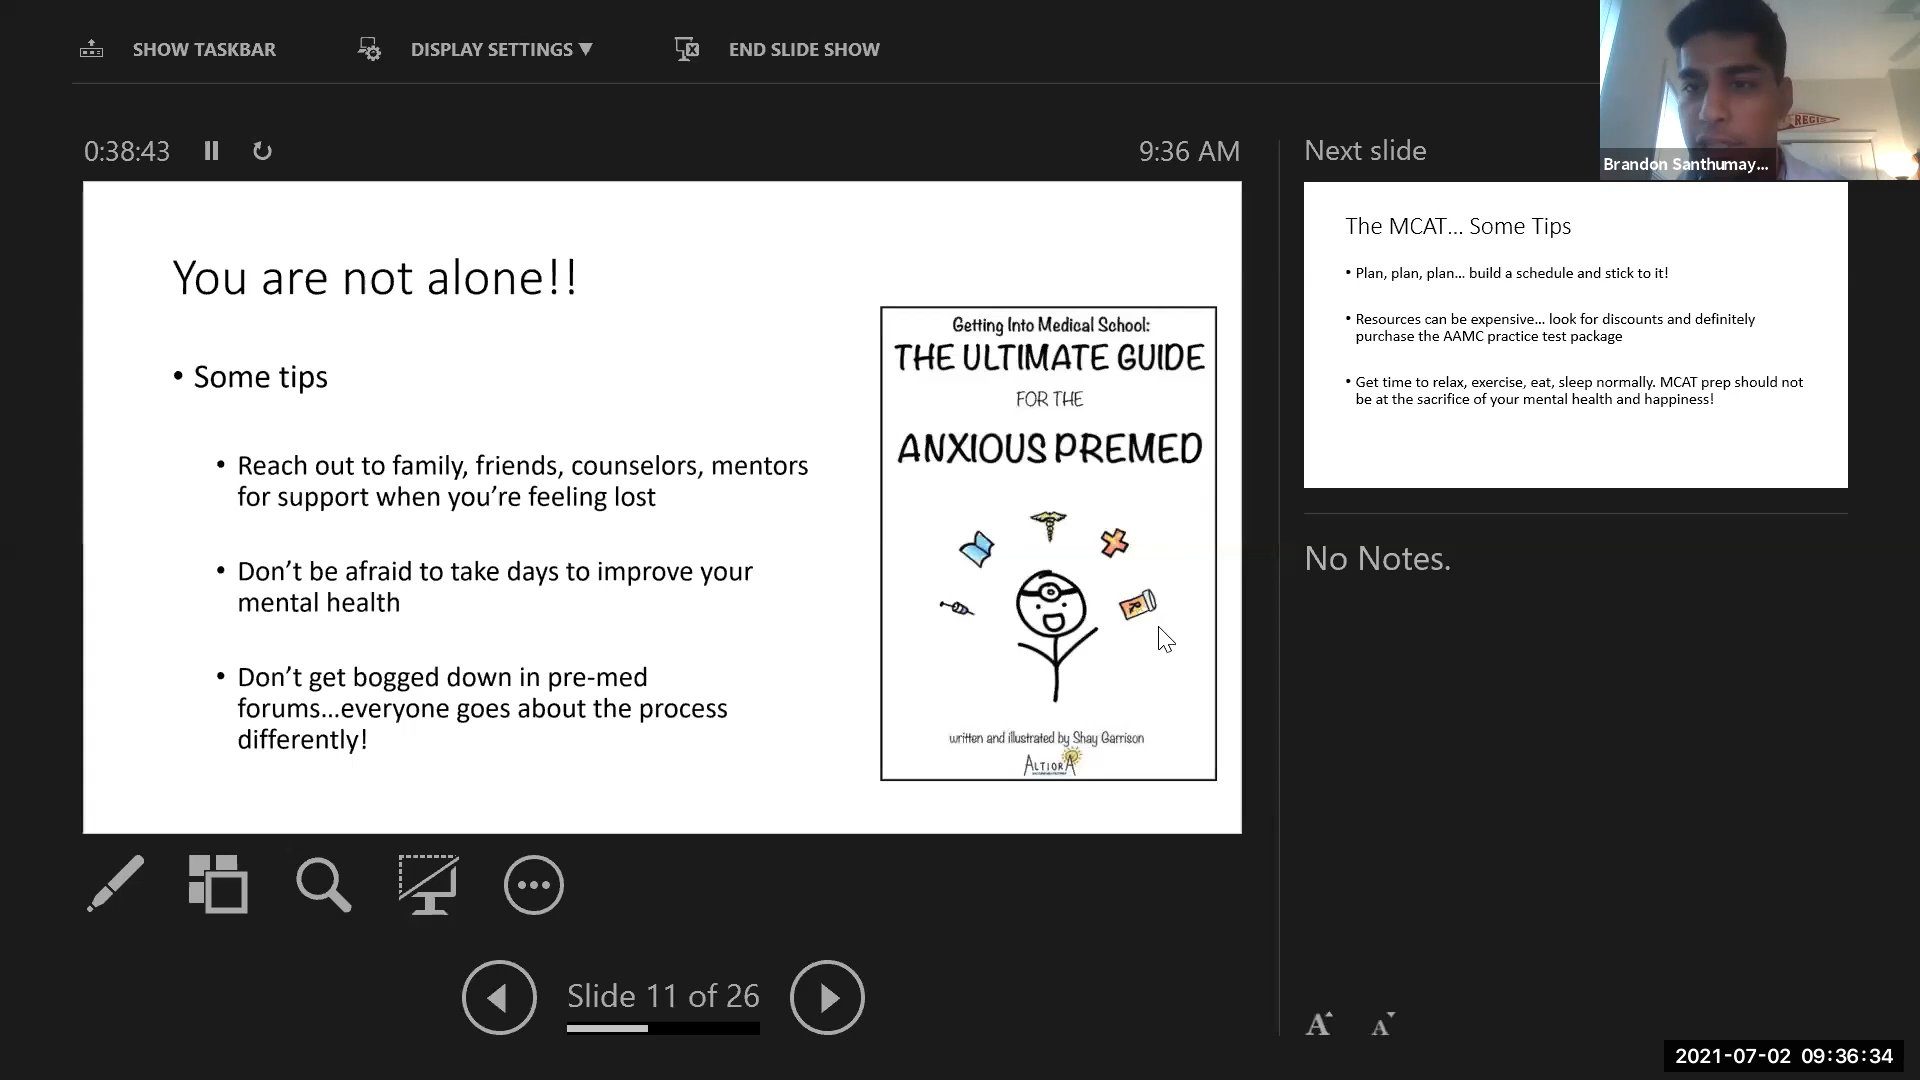 SHOW TASKBAR
DISPLAY SETTINGS ▼
END SLIDE SHOW
0:38:43
9:36 AM
Next slide
REGIS
Brandon Santhumay...
You are not alone!!
• Some tips
• Reach out to family, friends, counselors, mentors
for support when you’re feeling lost
• Don’t be afraid to take days to improve your
mental health
• Don’t get bogged down in pre-med
forums...everyone goes about the process
differently!
Getting Into Medical School:
THE ULTIMATE GUIDE
FOR THE
ANXIOUS PREMED
written and illustrated by Shay Garrison
ALTIORA
The MCAT... Some Tips
• Plan, plan, plan... build a schedule and stick to it!
• Resources can be expensive... look for discounts and definitely
purchase the AAMC practice test package
• Get time to relax, exercise, eat, sleep normally. MCAT prep should not
be at the sacrifice of your mental health and happiness!
No Notes.
Slide 11 of 26
A A
2021-07-02 09:36:34